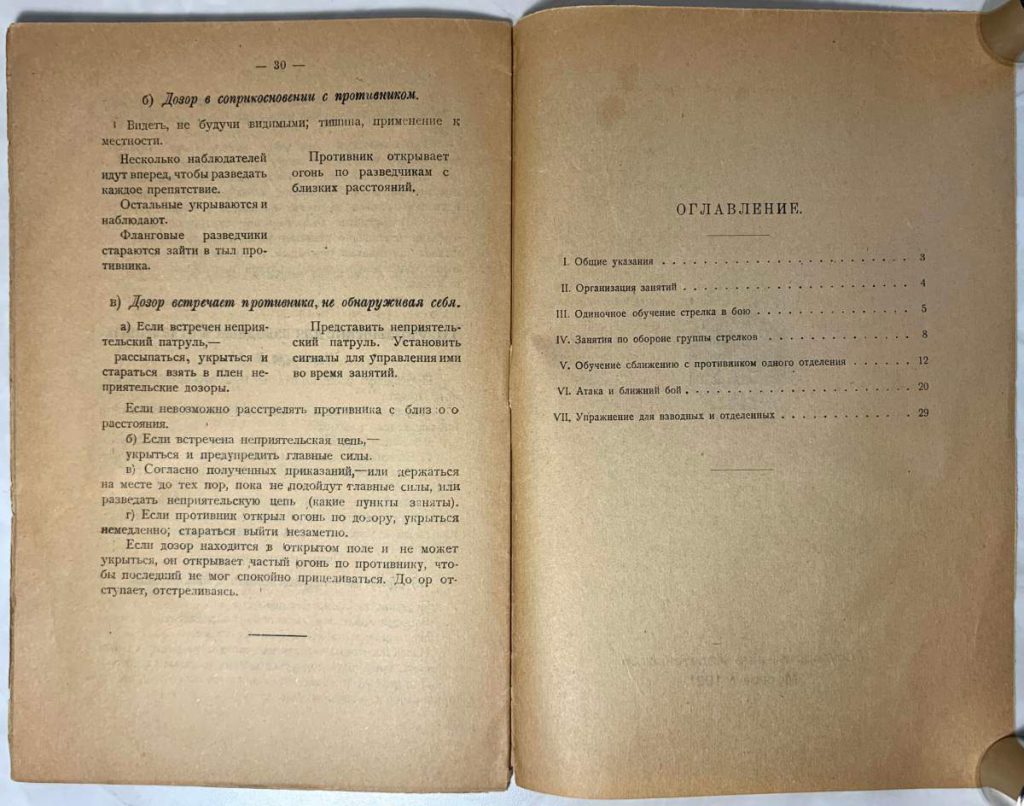 — 30 —
б) Дозор в соприкосновении с противником.
Видеть, не будучи видимыми; тишина, применение к
местности.
Несколько наблюдателей
идут вперед, чтобы разведать
каждое препятствие.
Остальные укрываются и
наблюдают.
Фланговые разведчики
стараются зайти в тыл про-
тивника.
Противник открывает
огонь по разведчикам с
близких расстояний.
в) Дозор встречает противника, не обнаруживая себя.
а) Если встречен неприя-
тельский патруль,—
рассыпаться, укрыться и
стараться взять в плен не-
приятельские дозоры.
Представить неприятель-
ский патруль. Установить
сигналы для управления ими
во время занятий.
Если невозможно расстрелять противника с близ о о
расстояния.
б) Если встречена неприятельская цепь,—
укрыться и предупредить главные силы.
в) Согласно полученных приказаний,—или держаться
на месте до тех пор, пока не подойдут главные силы, или
разведать неприятельскую цепь (какие пункты заняты).
г) Если противник открыл огонь по дозору, укрыться
немедленно; стараться выйти незаметно.
Если дозор находится в открытом поле и не может
укрыться, он открывает частый огонь по противнику, что-
бы последний не мог спокойно прицеливаться. До ор от-
ступает, отстреливаясь.
ОГЛАВЛЕНИЕ.
I. Общие указания . . . . . . . . . . . . . . . . . . . . . . . . 3
II. Организация занятий . . . . . . . . . . . . . . . . . . . . . . 4
III. Одиночное обучение стрелка в бою . . . . . . . . . . . . . . . 5
IV. Занятия по обороне группы стрелков . . . . . . . . . . . . . . 8
V. Обучение сближению с противником одного отделения . . . . . . 12
VI. Атака и ближний бой . . . . . . . . . . . . . . . . . . . . . . 20
VII. Упражнение для взводных и отделенных . . . . . . . . . . . . . 29